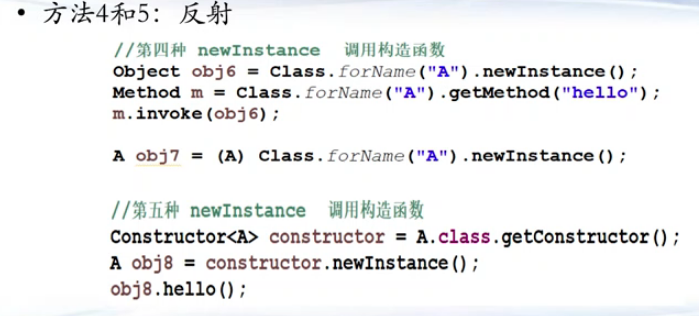 • 方法4和5：反射
//第四种 newInstance 调用构造函数
Object obj6 = Class.forName("A").newInstance();
Method m = Class.forName("A").getMethod("hello");
m.invoke(obj6);
A obj7 = (A) Class.forName("A").newInstance();
//第五种 newInstance 调用构造函数
Constructor<A> constructor = A.class.getConstructor();
A obj8 = constructor.newInstance();
obj8.hello();